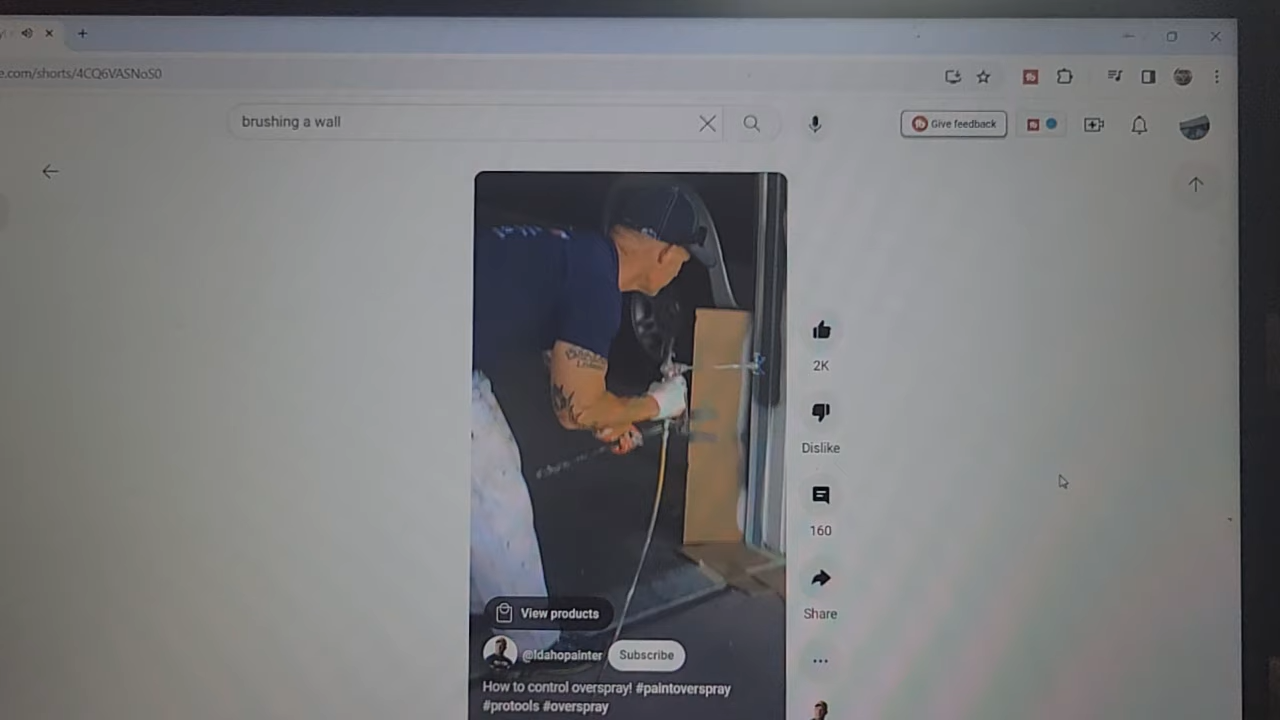 e.com/shorts/4CQ6VASNoS0
brushing a wall
Give feedback
2K
Dislike
160
Share
View products
@Idahopainter
Subscribe
How to control overspray! #paintoverspray
#protools #overspray